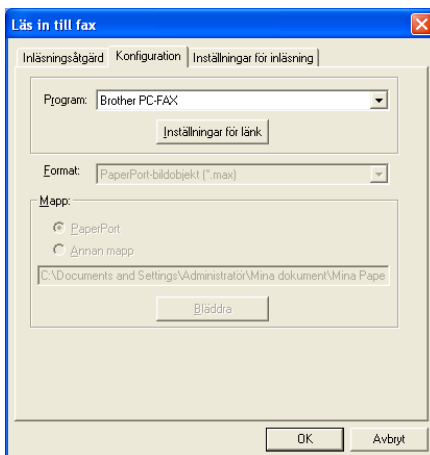 Läs in till fax
Inläsningsåtgärd Konfiguration Inställningar för inläsning
Program: Brother PC-FAX
Inställningar för länk
Format: PaperPort-bildobjekt (*.max)
Mapp:
PaperPort
Annan mapp
C:\Documents and Settings\Administratör\Mina dokument\Mina Pape
Bläddra
OK Avbryt